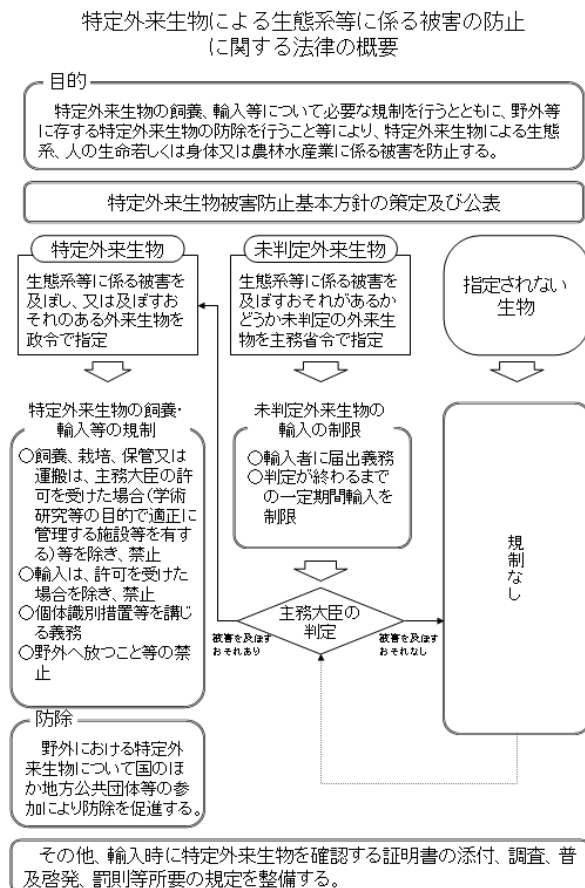 特定外来生物による生態系等に係る被害の防止
に関する法律の概要
目的
特定外来生物の飼養、輸入等について必要な規制を行うとともに、野外等
に存する特定外来生物の防除を行うこと等により、特定外来生物による生態
系、人の生命若しくは身体又は農林水産業に係る被害を防止する。
特定外来生物被害防止基本方針の策定及び公表
特定外来生物
生態系等に係る被害を
及ぼし、又は及ぼすお
それのある外来生物を
政令で指定
未判定外来生物
生態系等に係る被害を
及ぼすおそれがあるか
どうか未判定の外来生
物を主務省令で指定
指定されない
生物
特定外来生物の飼養・
輸入等の規制
○飼養、栽培、保管又は
運搬は、主務大臣の許
可を受けた場合(学術
研究等の目的で適正に
管理する施設等を有す
る)等を除き、禁止
○輸入は、許可を受けた
場合を除き、禁止
○個体識別措置等を講じ
る義務
○野外へ放つこと等の禁
止
未判定外来生物の
輸入の制限
○輸入者に届出義務
○判定が終わるまで
の一定期間輸入を
制限
主務大臣の
判定
被害を及ぼす
おそれあり
被害を及ぼす
おそれなし
規制なし
防除
野外における特定外
来生物について国のほ
か地方公共団体等の参
加により防除を促進する。
その他、輸入時に特定外来生物を確認する証明書の添付、調査、普
及啓発、罰則等所要の規定を整備する。